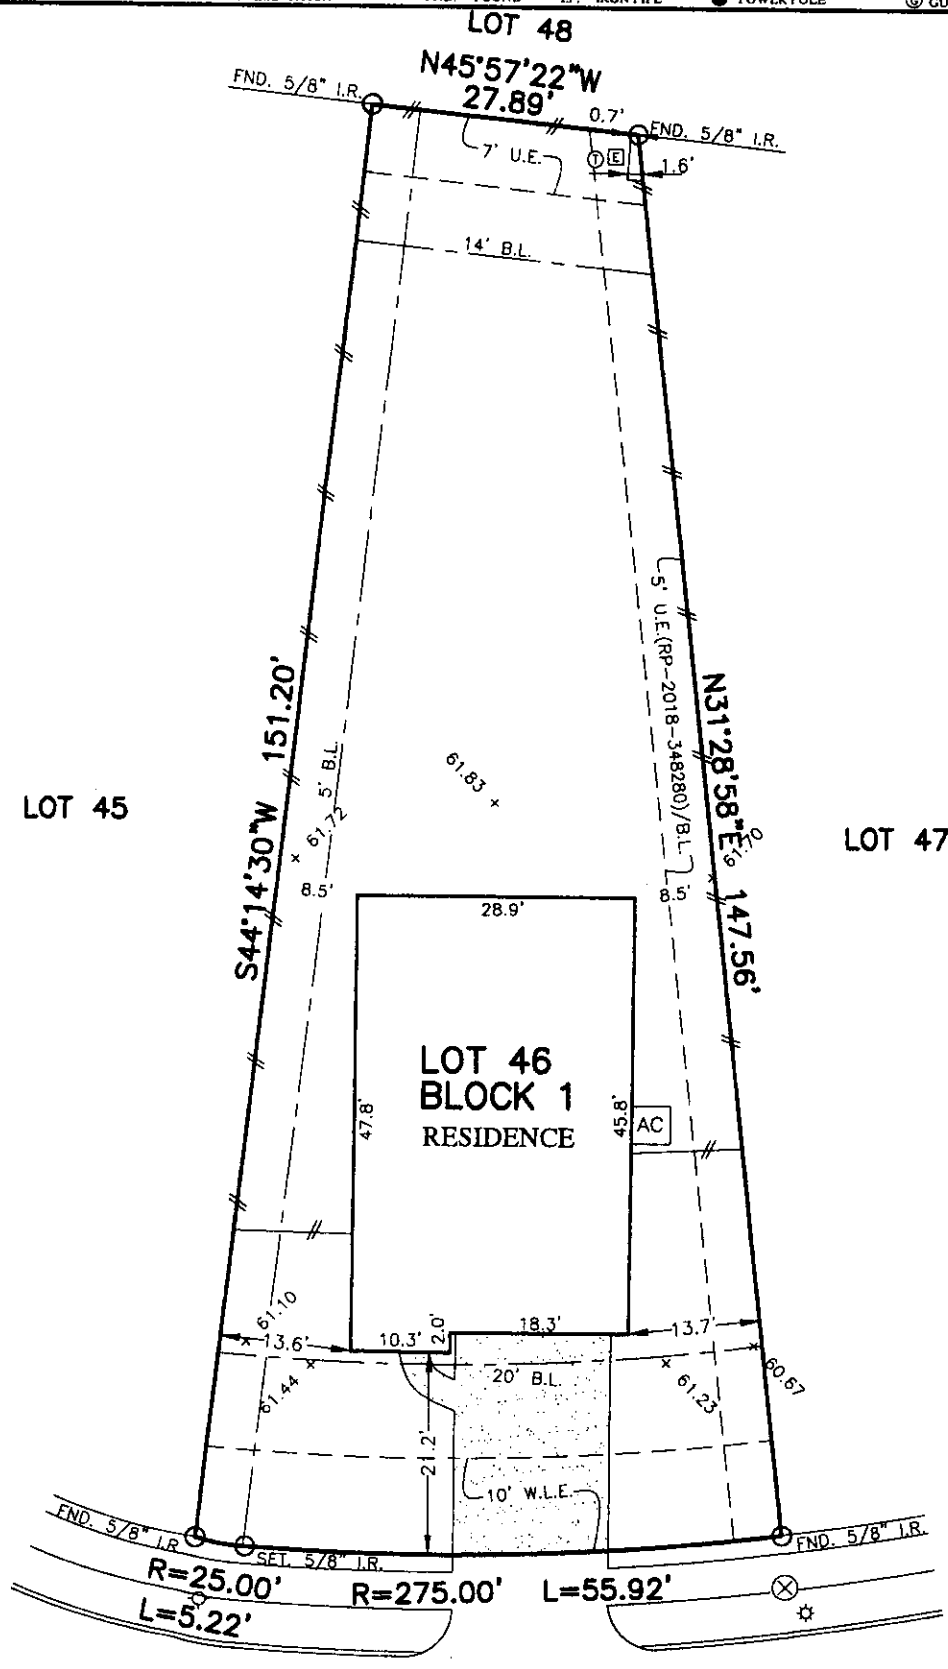 POWER POLE
LOT 48
N45°57'22"W
27.89'
FND. 5/8" I.R.
0.7'
FND. 5/8" I.R.
7' U.E.
T
E
1.6'
14' B.L.
5' U.E.(RP-2018-348280)/B.L.
N31°28'58"E 147.56'
S44°14'30"W 151.20'
5' B.L.
61.83
61.72
61.70
LOT 45
LOT 47
8.5'
28.9'
8.5'
LOT 46
BLOCK 1
RESIDENCE
47.8'
45.8'
AC
61.10
13.6'
10.3'
2.0'
18.3'
13.7'
61.44
20' B.L.
61.23
60.67
21.2'
10' W.L.E.
FND. 5/8" I.R.
SET. 5/8" I.R.
FND. 5/8" I.R.
R=25.00'
L=5.22'
R=275.00'
L=55.92'